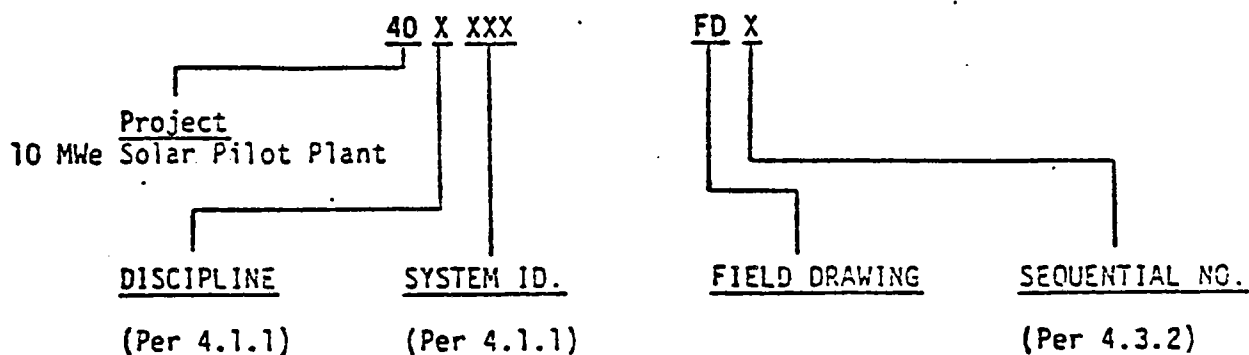 40 X XXX FD X
Project
10 MWe Solar Pilot Plant
DISCIPLINE SYSTEM ID. FIELD DRAWING SEQUENTIAL NO.
(Per 4.1.1) (Per 4.1.1) (Per 4.3.2)